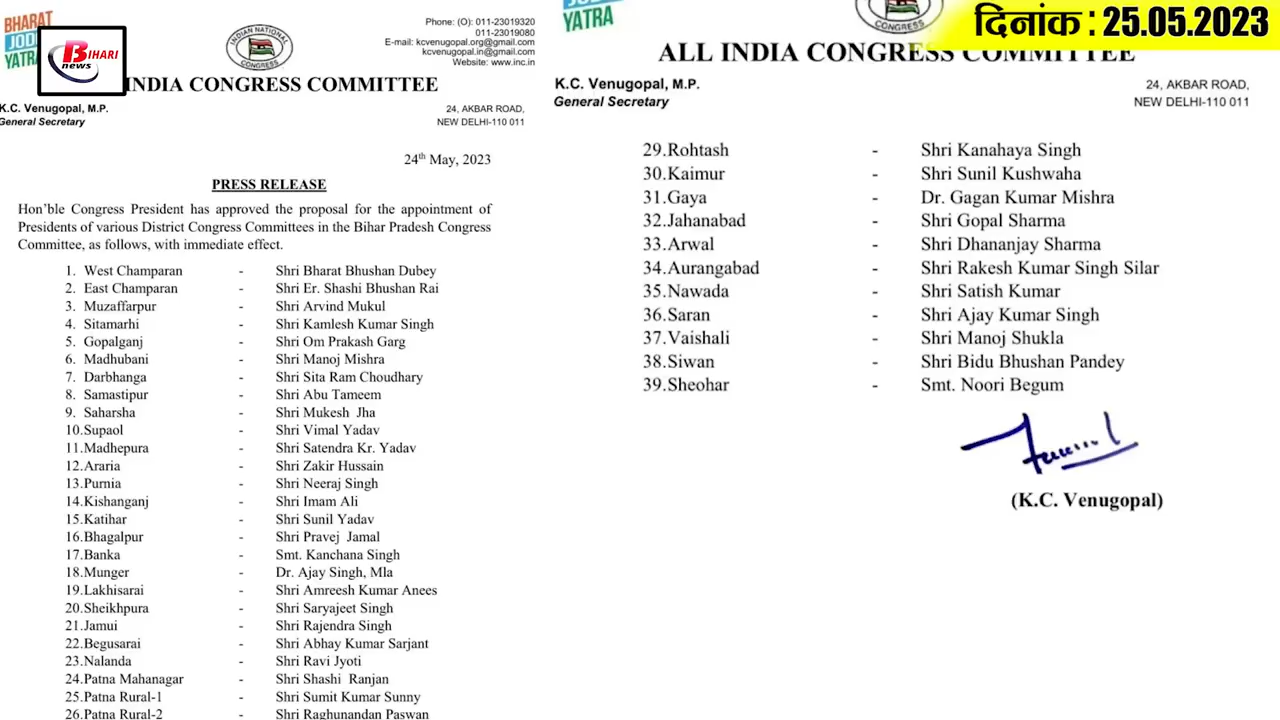 BHARAT
JODO
YATRA
BIHARI
news
INDIAN NATIONAL
CONGRESS
Phone: (O): 011-23019320
011-23019080
E-mail: kcvenugopal.org@gmail.com
kcvenugopal.in@gmail.com
Website: www.inc.in
INDIA CONGRESS COMMITTEE
K.C. Venugopal, M.P.
General Secretary
24, AKBAR ROAD,
NEW DELHI-110 011
24th May, 2023
PRESS RELEASE
Hon'ble Congress President has approved the proposal for the appointment of
Presidents of various District Congress Committees in the Bihar Pradesh Congress
Committee, as follows, with immediate effect.
1. West Champaran - Shri Bharat Bhushan Dubey
2. East Champaran - Shri Er. Shashi Bhushan Rai
3. Muzaffarpur - Shri Arvind Mukul
4. Sitamarhi - Shri Kamlesh Kumar Singh
5. Gopalganj - Shri Om Prakash Garg
6. Madhubani - Shri Manoj Mishra
7. Darbhanga - Shri Sita Ram Choudhary
8. Samastipur - Shri Abu Tameem
9. Saharsha - Shri Mukesh Jha
10.Supaol - Shri Vimal Yadav
11.Madhepura - Shri Satendra Kr. Yadav
12.Araria - Shri Zakir Hussain
13.Purnia - Shri Neeraj Singh
14.Kishanganj - Shri Imam Ali
15.Katihar - Shri Sunil Yadav
16.Bhagalpur - Shri Pravej Jamal
17.Banka - Smt. Kanchana Singh
18.Munger - Dr. Ajay Singh, Mla
19.Lakhisarai - Shri Amreesh Kumar Anees
20.Sheikhpura - Shri Saryajeet Singh
21.Jamui - Shri Rajendra Singh
22.Begusarai - Shri Abhay Kumar Sarjant
23.Nalanda - Shri Ravi Jyoti
24.Patna Mahanagar - Shri Shashi Ranjan
25.Patna Rural-1 - Shri Sumit Kumar Sunny
26.Patna Rural-2 - Shri Raghunandan Paswan
YATRA
CONGRESS
दिनांक : 25.05.2023
ALL INDIA CONGRESS COMMITTEE
K.C. Venugopal, M.P.
General Secretary
24, AKBAR ROAD,
NEW DELHI-110 011
29.Rohtash - Shri Kanahaya Singh
30.Kaimur - Shri Sunil Kushwaha
31.Gaya - Dr. Gagan Kumar Mishra
32.Jahanabad - Shri Gopal Sharma
33.Arwal - Shri Dhananjay Sharma
34.Aurangabad - Shri Rakesh Kumar Singh Silar
35.Nawada - Shri Satish Kumar
36.Saran - Shri Ajay Kumar Singh
37.Vaishali - Shri Manoj Shukla
38.Siwan - Shri Bidu Bhushan Pandey
39.Sheohar - Smt. Noori Begum
(K.C. Venugopal)